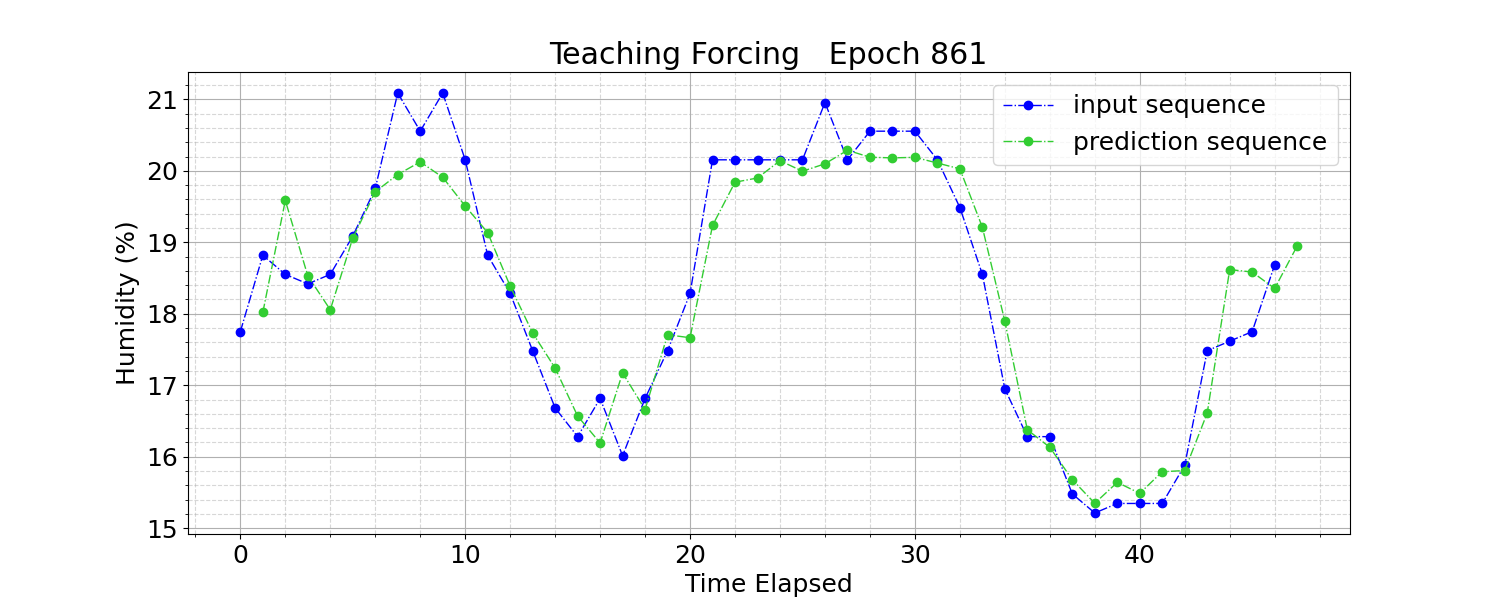 Teaching Forcing   Epoch 861
input sequence
prediction sequence
Humidity (%)
21
20
19
18
17
16
15
0 10 20 30 40
Time Elapsed